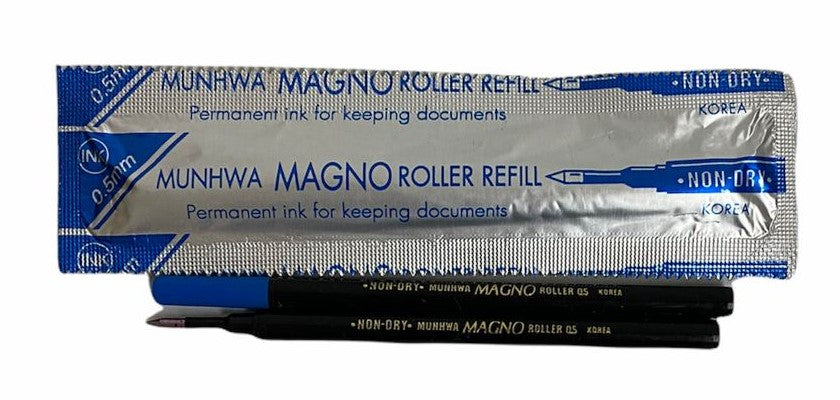 0.5mm MUNHWA MAGNO ROLLER REFILL •NON-DRY•
Permanent ink for keeping documents KOREA
INK
0.5mm MUNHWA MAGNO ROLLER REFILL •NON-DRY•
Permanent ink for keeping documents KOREA
INK
•NON-DRY• MUNHWA MAGNO ROLLER 0.5 KOREA
•NON-DRY• MUNHWA MAGNO ROLLER 0.5 KOREA